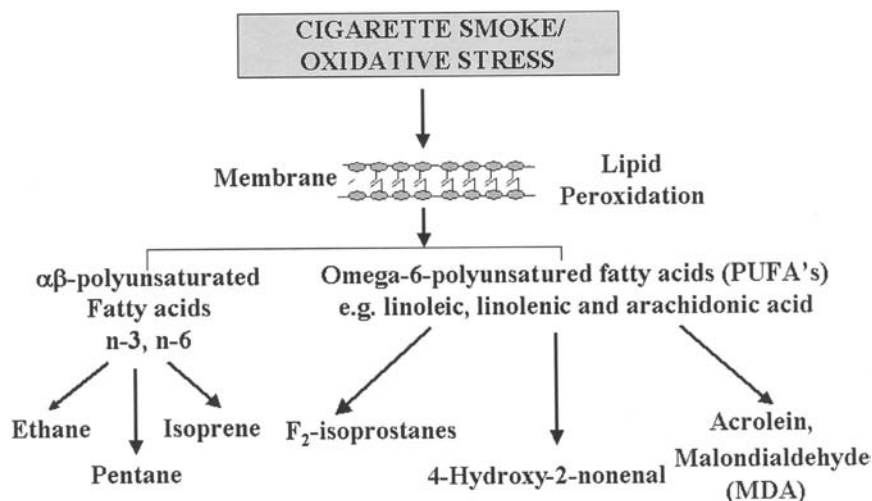 CIGARETTE SMOKE/
OXIDATIVE STRESS
Membrane
Lipid
Peroxidation
αβ-polyunsaturated
Fatty acids
n-3, n-6
Omega-6-polyunsatured fatty acids (PUFA's)
e.g. linoleic, linolenic and arachidonic acid
Ethane
Isoprene
Pentane
F₂-isoprostanes
4-Hydroxy-2-nonenal
Acrolein,
Malondialdehyde
(MDA)